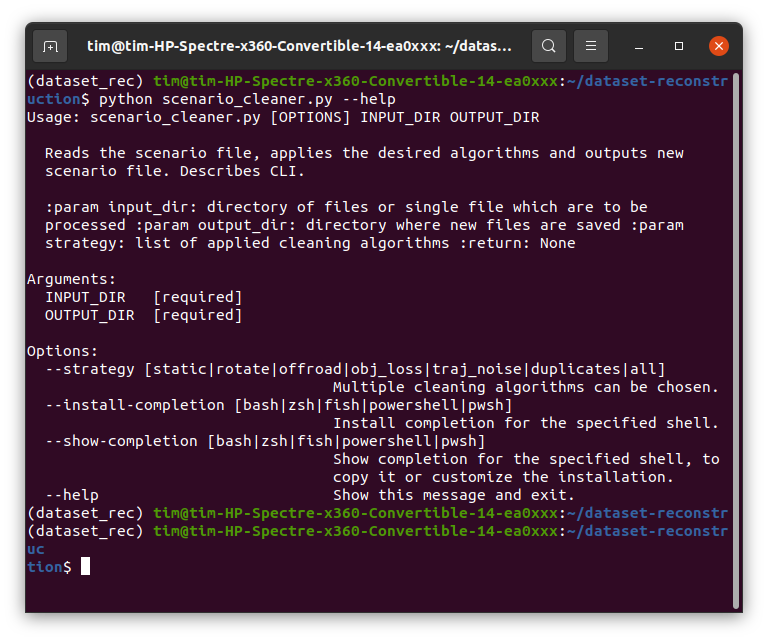 tim@tim-HP-Spectre-x360-Convertible-14-ea0xxx: ~/datas...
(dataset_rec) tim@tim-HP-Spectre-x360-Convertible-14-ea0xxx:~/dataset-reconstr
uction$ python scenario_cleaner.py --help
Usage: scenario_cleaner.py [OPTIONS] INPUT_DIR OUTPUT_DIR
Reads the scenario file, applies the desired algorithms and outputs new
scenario file. Describes CLI.
:param input_dir: directory of files or single file which are to be
processed :param output_dir: directory where new files are saved :param
strategy: list of applied cleaning algorithms :return: None
Arguments:
INPUT_DIR [required]
OUTPUT_DIR [required]
Options:
--strategy [static|rotate|offroad|obj_loss|traj_noise|duplicates|all]
Multiple cleaning algorithms can be chosen.
--install-completion [bash|zsh|fish|powershell|pwsh]
Install completion for the specified shell.
--show-completion [bash|zsh|fish|powershell|pwsh]
Show completion for the specified shell, to
copy it or customize the installation.
--help Show this message and exit.
(dataset_rec) tim@tim-HP-Spectre-x360-Convertible-14-ea0xxx:~/dataset-reconstr
(dataset_rec) tim@tim-HP-Spectre-x360-Convertible-14-ea0xxx:~/dataset-reconstr
uc
tion$